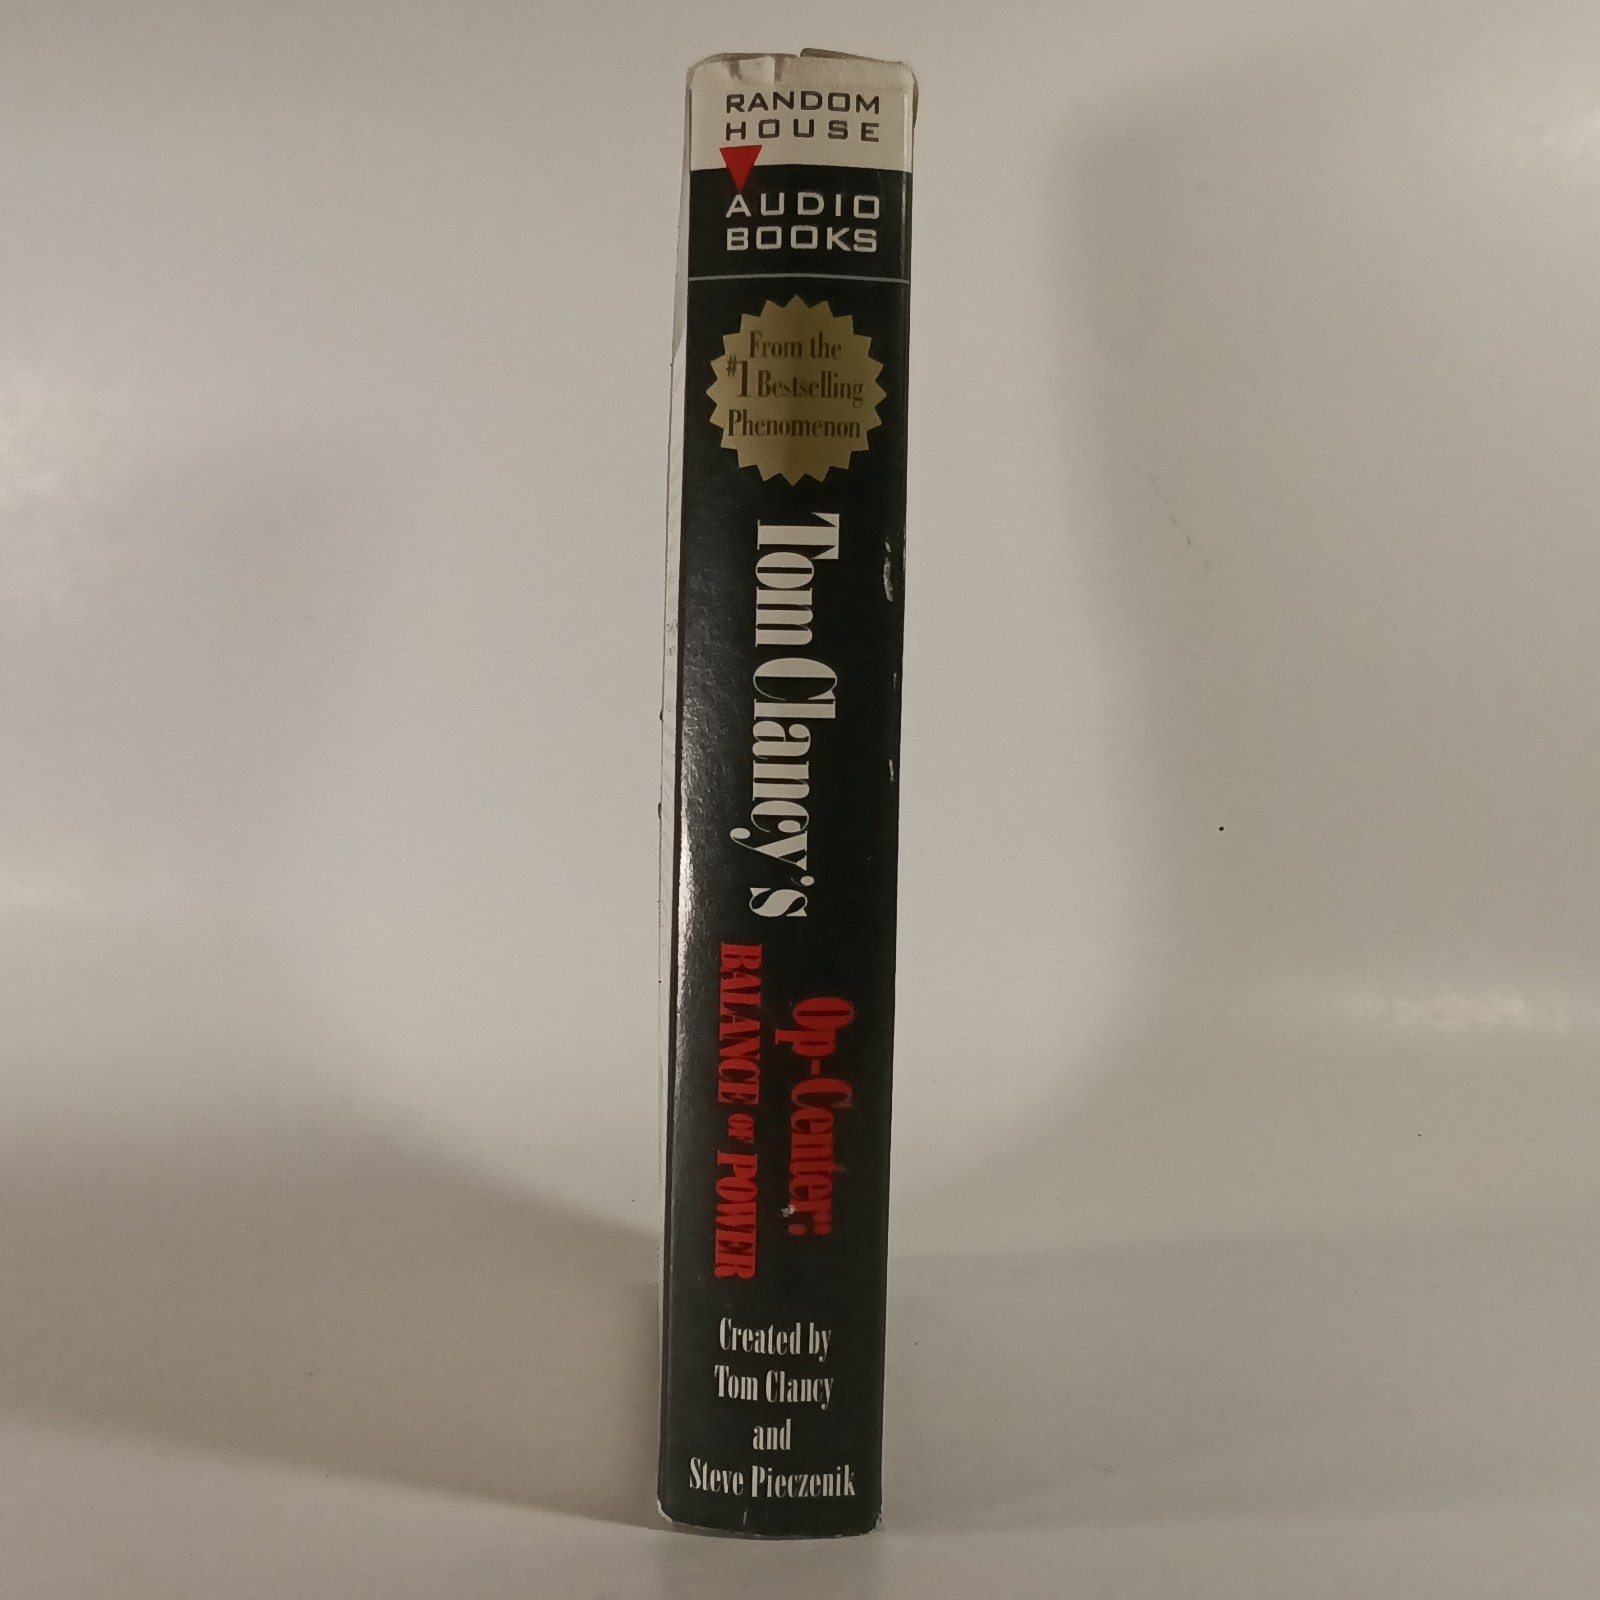 RANDOM
HOUSE
AUDIO
BOOKS
From the
#1 Bestselling
Phenomenon
Tom Clancy's
Op-Center:
BALANCE OF POWER
Created by
Tom Clancy
and
Steve Pieczenik